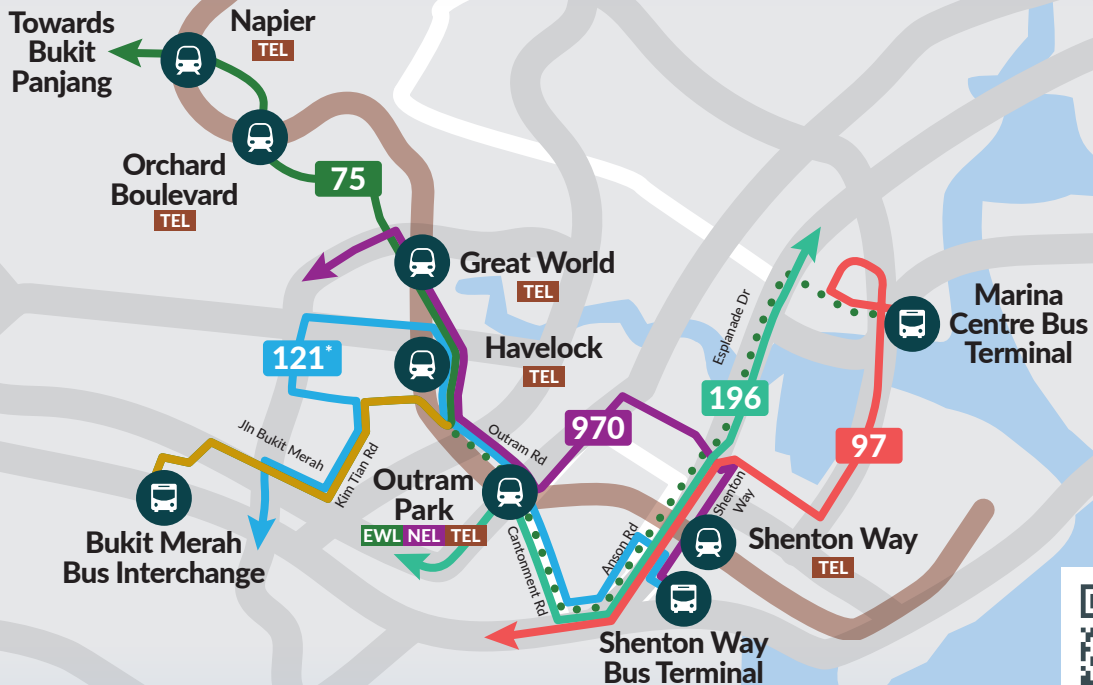 Towards
Bukit
Panjang
Napier
TEL
Orchard
Boulevard
TEL
75
Great World
TEL
121*
Havelock
TEL
Esplanade Dr
Marina
Centre Bus
Terminal
196
970
97
Jln Bukit Merah
Kim Tian Rd
Outram Rd
Outram
Park
EWL NEL TEL
Shenton
Way
Bukit Merah
Bus Interchange
Cantonment Rd
Anson Rd
Shenton Way
TEL
Shenton Way
Bus Terminal